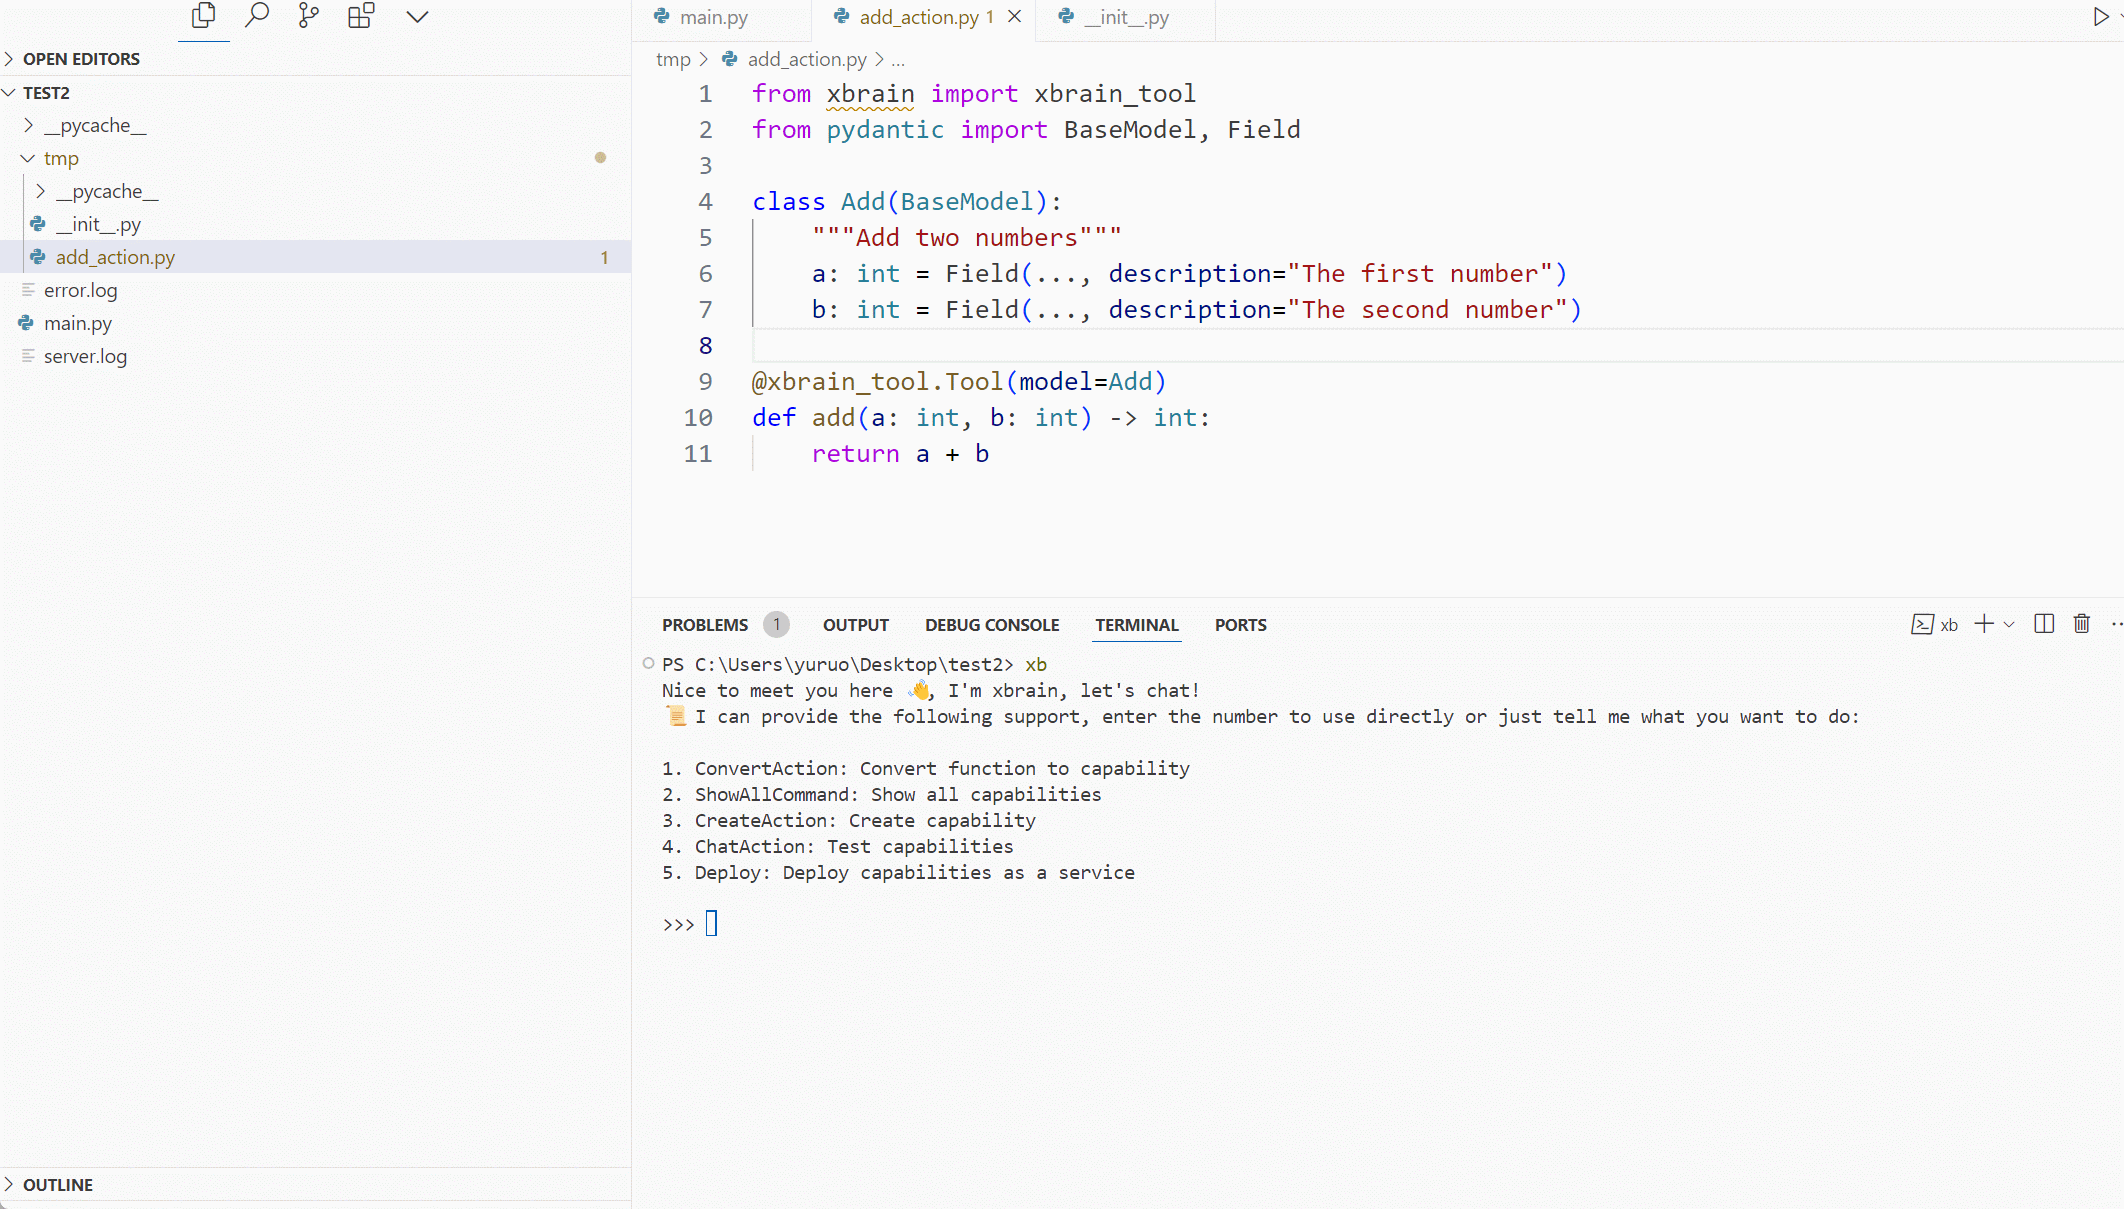 OPEN EDITORS
TEST2
__pycache__
tmp
__pycache__
__init__.py
add_action.py 1
error.log
main.py
server.log
OUTLINE
main.py add_action.py 1 __init__.py
tmp > add_action.py > ...
1 from xbrain import xbrain_tool
2 from pydantic import BaseModel, Field
3
4 class Add(BaseModel):
5 """Add two numbers"""
6 a: int = Field(..., description="The first number")
7 b: int = Field(..., description="The second number")
8
9 @xbrain_tool.Tool(model=Add)
10 def add(a: int, b: int) -> int:
11 return a + b
PROBLEMS 1 OUTPUT DEBUG CONSOLE TERMINAL PORTS xb
PS C:\Users\yuruo\Desktop\test2> xb
Nice to meet you here 👋, I'm xbrain, let's chat!
📜 I can provide the following support, enter the number to use directly or just tell me what you want to do:
1. ConvertAction: Convert function to capability
2. ShowAllCommand: Show all capabilities
3. CreateAction: Create capability
4. ChatAction: Test capabilities
5. Deploy: Deploy capabilities as a service
>>>